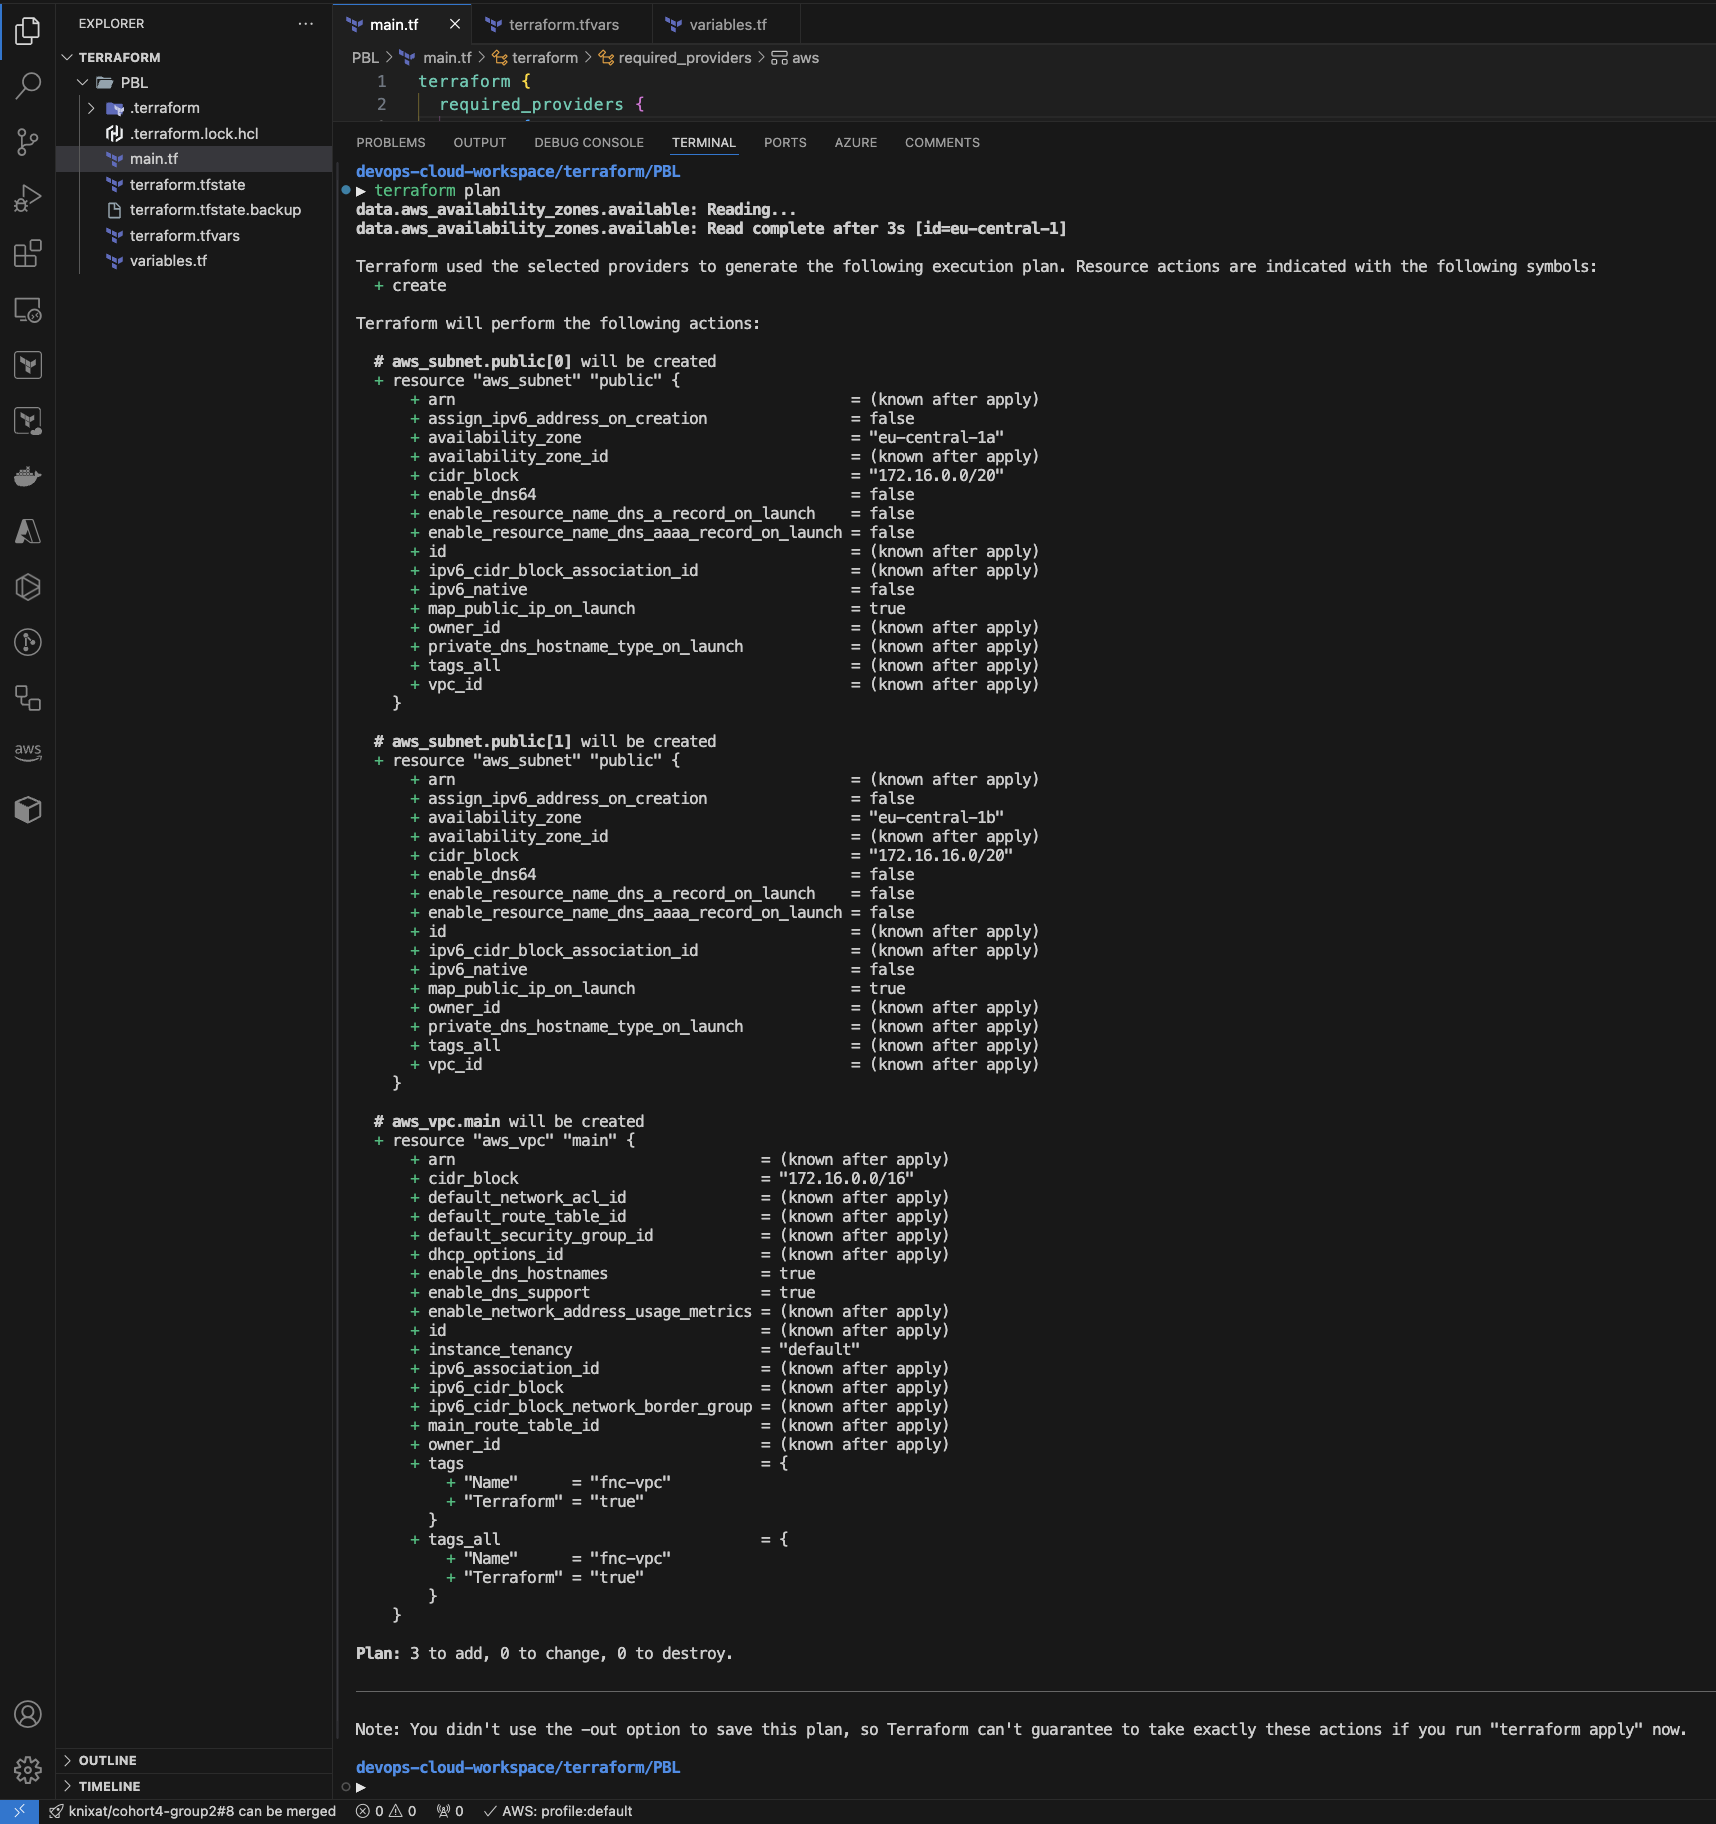 EXPLORER
TERRAFORM
PBL
.terraform
.terraform.lock.hcl
main.tf
terraform.tfstate
terraform.tfstate.backup
terraform.tfvars
variables.tf
aws
OUTLINE
TIMELINE
main.tf terraform.tfvars variables.tf
PBL > main.tf > terraform > required_providers > aws
1 terraform {
2 required_providers {
PROBLEMS OUTPUT DEBUG CONSOLE TERMINAL PORTS AZURE COMMENTS
devops-cloud-workspace/terraform/PBL
▶ terraform plan
data.aws_availability_zones.available: Reading...
data.aws_availability_zones.available: Read complete after 3s [id=eu-central-1]
Terraform used the selected providers to generate the following execution plan. Resource actions are indicated with the following symbols:
+ create
Terraform will perform the following actions:
# aws_subnet.public[0] will be created
+ resource "aws_subnet" "public" {
+ arn = (known after apply)
+ assign_ipv6_address_on_creation = false
+ availability_zone = "eu-central-1a"
+ availability_zone_id = (known after apply)
+ cidr_block = "172.16.0.0/20"
+ enable_dns64 = false
+ enable_resource_name_dns_a_record_on_launch = false
+ enable_resource_name_dns_aaaa_record_on_launch = false
+ id = (known after apply)
+ ipv6_cidr_block_association_id = (known after apply)
+ ipv6_native = false
+ map_public_ip_on_launch = true
+ owner_id = (known after apply)
+ private_dns_hostname_type_on_launch = (known after apply)
+ tags_all = (known after apply)
+ vpc_id = (known after apply)
}
# aws_subnet.public[1] will be created
+ resource "aws_subnet" "public" {
+ arn = (known after apply)
+ assign_ipv6_address_on_creation = false
+ availability_zone = "eu-central-1b"
+ availability_zone_id = (known after apply)
+ cidr_block = "172.16.16.0/20"
+ enable_dns64 = false
+ enable_resource_name_dns_a_record_on_launch = false
+ enable_resource_name_dns_aaaa_record_on_launch = false
+ id = (known after apply)
+ ipv6_cidr_block_association_id = (known after apply)
+ ipv6_native = false
+ map_public_ip_on_launch = true
+ owner_id = (known after apply)
+ private_dns_hostname_type_on_launch = (known after apply)
+ tags_all = (known after apply)
+ vpc_id = (known after apply)
}
# aws_vpc.main will be created
+ resource "aws_vpc" "main" {
+ arn = (known after apply)
+ cidr_block = "172.16.0.0/16"
+ default_network_acl_id = (known after apply)
+ default_route_table_id = (known after apply)
+ default_security_group_id = (known after apply)
+ dhcp_options_id = (known after apply)
+ enable_dns_hostnames = true
+ enable_dns_support = true
+ enable_network_address_usage_metrics = (known after apply)
+ id = (known after apply)
+ instance_tenancy = "default"
+ ipv6_association_id = (known after apply)
+ ipv6_cidr_block = (known after apply)
+ ipv6_cidr_block_network_border_group = (known after apply)
+ main_route_table_id = (known after apply)
+ owner_id = (known after apply)
+ tags = {
+ "Name" = "fnc-vpc"
+ "Terraform" = "true"
}
+ tags_all = {
+ "Name" = "fnc-vpc"
+ "Terraform" = "true"
}
}
Plan: 3 to add, 0 to change, 0 to destroy.
Note: You didn't use the -out option to save this plan, so Terraform can't guarantee to take exactly these actions if you run "terraform apply" now.
devops-cloud-workspace/terraform/PBL
▶
knixat/cohort4-group2#8 can be merged 0 0 0 AWS: profile:default